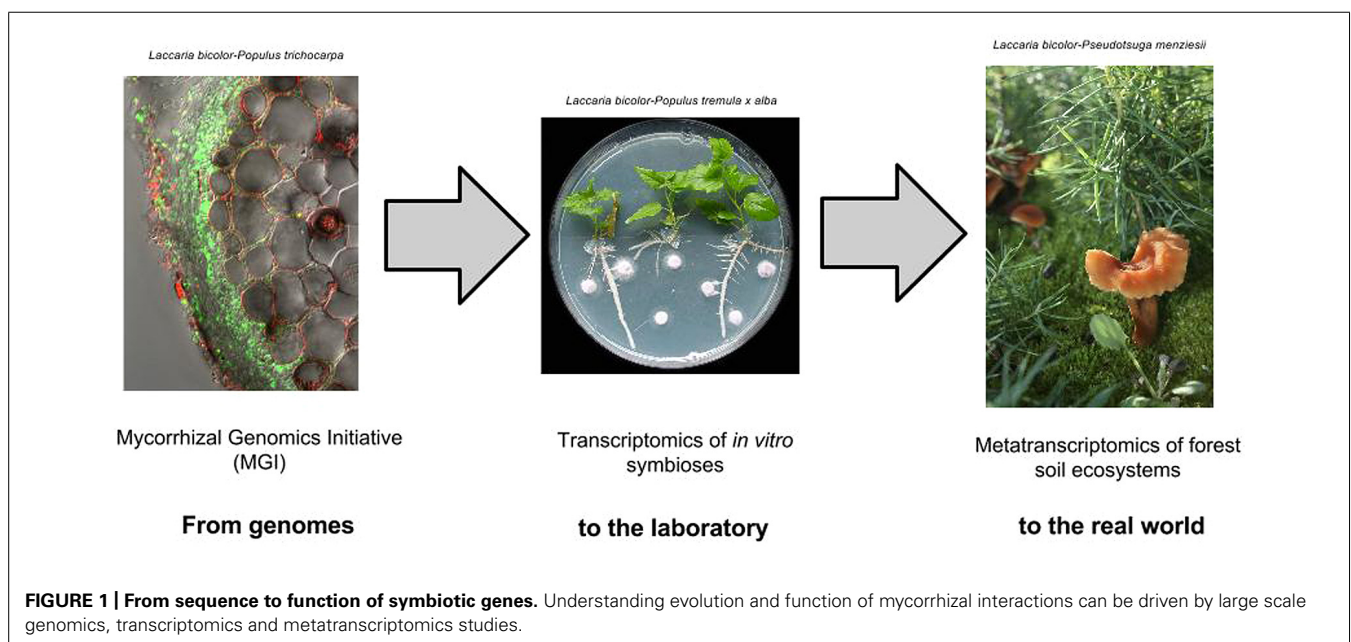 Laccaria bicolor-Populus trichocarpa
Mycorrhizal Genomics Initiative
(MGI)
From genomes
Laccaria bicolor-Populus tremula x alba
Transcriptomics of in vitro
symbioses
to the laboratory
Laccaria bicolor-Pseudotsuga menziesii
Metatranscriptomics of forest
soil ecosystems
to the real world
FIGURE 1 | From sequence to function of symbiotic genes. Understanding evolution and function of mycorrhizal interactions can be driven by large scale
genomics, transcriptomics and metatranscriptomics studies.